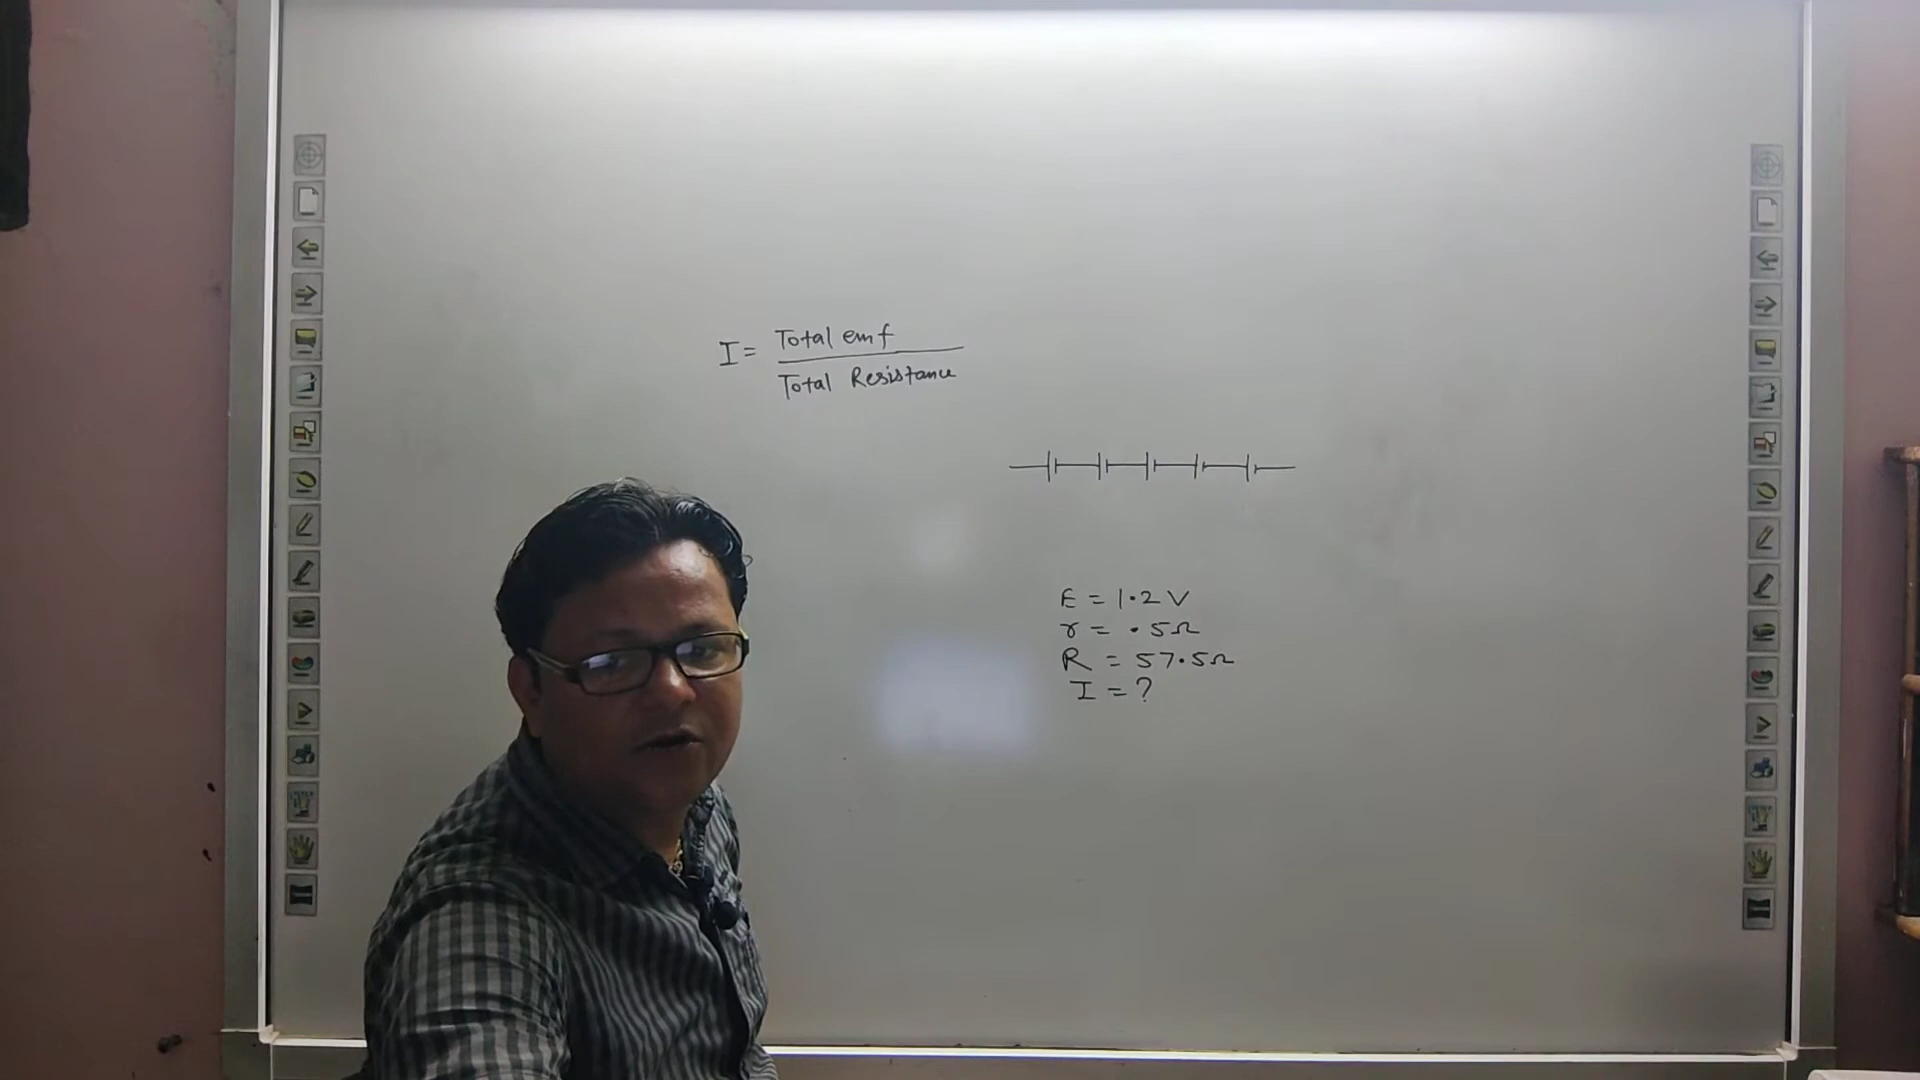 I = Total emf / Total Resistance
E = 1.2 V
r = .5Ω
R = 57.5Ω
I = ?